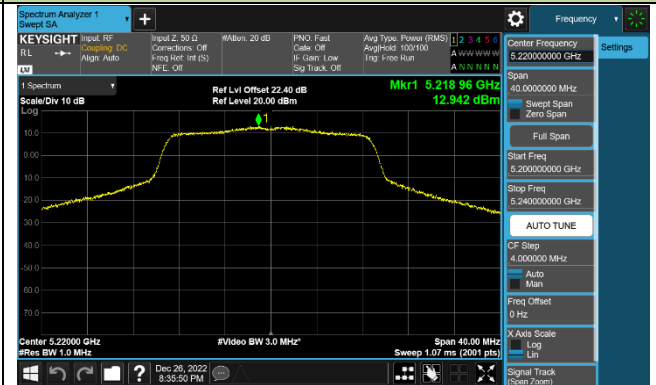 Spectrum Analyzer 1
Swept SA
+
Frequency
KEYSIGHT
RL
LM
Input: RF
Coupling: DC
Align: Auto
Input Z: 50 Ω
Corrections: Off
Freq Ref: Int (S)
NFE: Off
#Atten: 20 dB
PNO: Fast
Gate: Off
IF Gain: Low
Sig Track: Off
Avg Type: Power (RMS)
Avg|Hold: 100/100
Trig: Free Run
1 2 3 4 5 6
A W W W W W
A N N N N N
1 Spectrum
Scale/Div 10 dB
Log
Ref Lvl Offset 22.40 dB
Ref Level 20.00 dBm
Mkr1 5.218 96 GHz
12.942 dBm
1
10.0
0.00
10.0
20.0
30.0
40.0
-50.0
60.0
70.0
Center 5.22000 GHz
#Res BW 1.0 MHz
#Video BW 3.0 MHz*
Span 40.00 MHz
Sweep 1.07 ms (2001 pts)
Center Frequency
5.220000000 GHz
Settings
Span
40.0000000 MHz
Swept Span
Zero Span
Full Span
Start Freq
5.200000000 GHz
Stop Freq
5.240000000 GHz
AUTO TUNE
CF Step
4.000000 MHz
Auto
Man
Freq Offset
0 Hz
X Axis Scale
Log
Lin
Signal Track
(Span Zoom)
?
Dec 26, 2022
8:35:50 PM